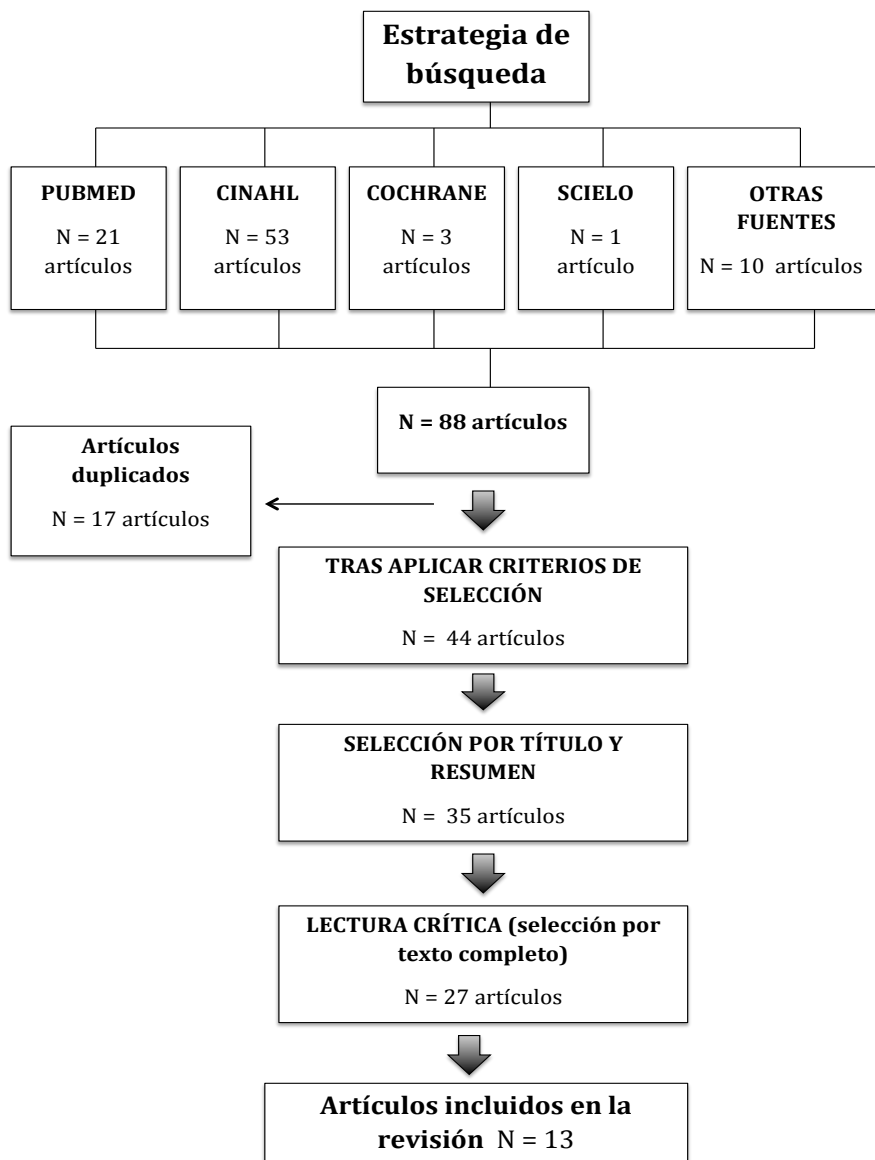 Estrategia de
búsqueda
PUBMED
N = 21
artículos
CINAHL
N = 53
artículos
COCHRANE
N = 3
artículos
SCIELO
N = 1
artículo
OTRAS
FUENTES
N = 10 artículos
N = 88 artículos
Artículos
duplicados
N = 17 artículos
TRAS APLICAR CRITERIOS DE
SELECCIÓN
N = 44 artículos
SELECCIÓN POR TÍTULO Y
RESUMEN
N = 35 artículos
LECTURA CRÍTICA (selección por
texto completo)
N = 27 artículos
Artículos incluidos en la
revisión N = 13